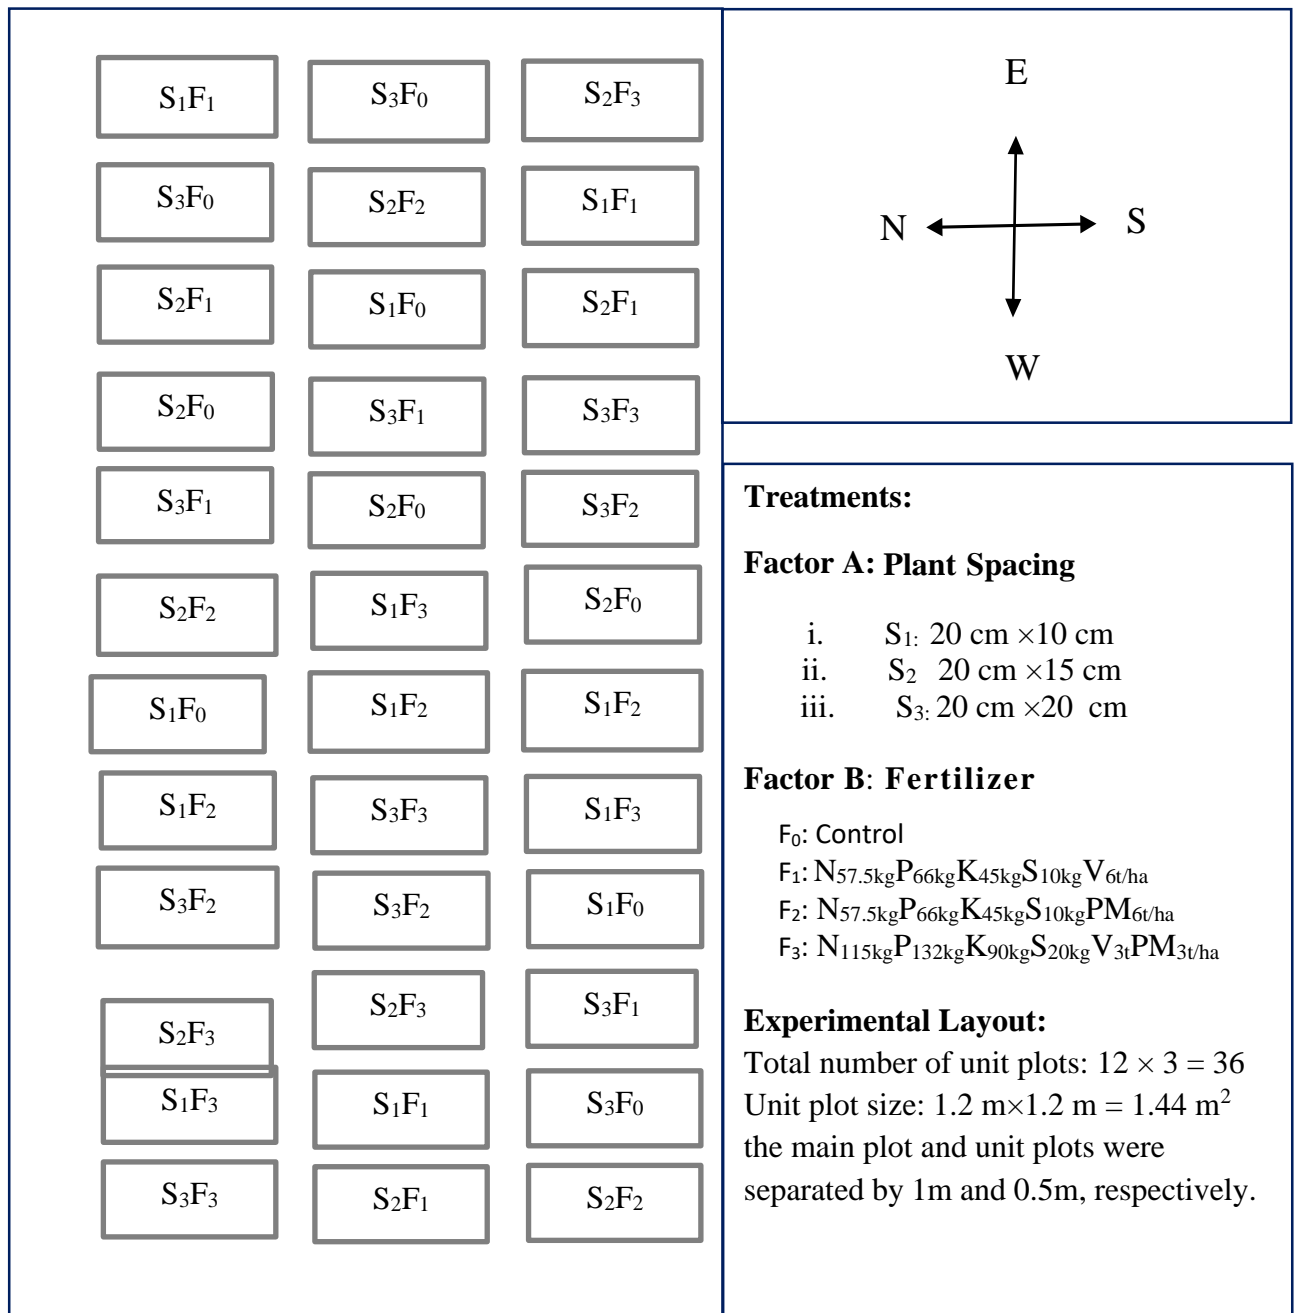 S₁F₁ S₃F₀ S₂F₃
S₃F₀ S₂F₂ S₁F₁
S₂F₁ S₁F₀ S₂F₁
S₂F₀ S₃F₁ S₃F₃
S₃F₁ S₂F₀ S₃F₂
S₂F₂ S₁F₃ S₂F₀
S₁F₀ S₁F₂ S₁F₂
S₁F₂ S₃F₃ S₁F₃
S₃F₂ S₃F₂ S₁F₀
S₂F₃ S₂F₃ S₃F₁
S₁F₃ S₁F₁ S₃F₀
S₃F₃ S₂F₁ S₂F₂
E
N S
W
Treatments:
Factor A: Plant Spacing
i. S₁: 20 cm ×10 cm
ii. S₂ 20 cm ×15 cm
iii. S₃: 20 cm ×20 cm
Factor B: Fertilizer
F₀: Control
F₁: N57.5kgP66kgK45kgS10kgV6t/ha
F₂: N57.5kgP66kgK45kgS10kgPM6t/ha
F₃: N115kgP132kgK90kgS20kgV3tPM3t/ha
Experimental Layout:
Total number of unit plots: 12 × 3 = 36
Unit plot size: 1.2 m×1.2 m = 1.44 m²
the main plot and unit plots were
separated by 1m and 0.5m, respectively.